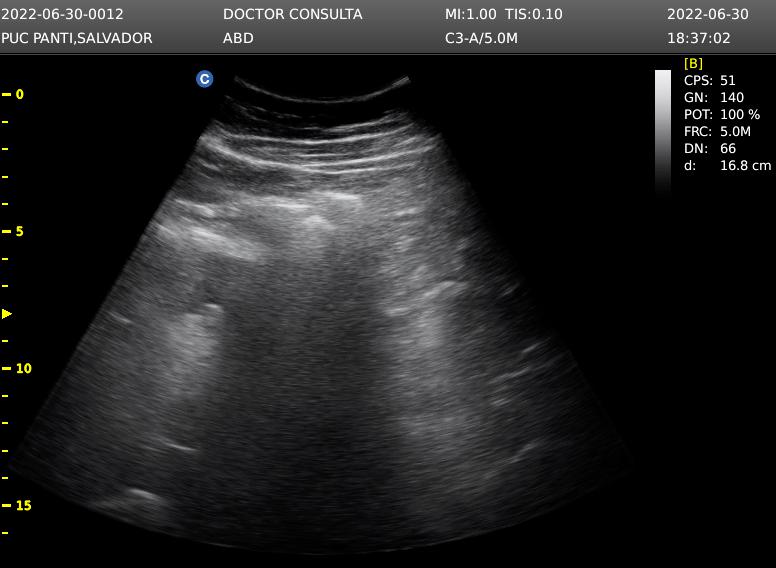 2022-06-30-0012 DOCTOR CONSULTA MI:1.00 TIS:0.10 2022-06-30
PUC PANTI,SALVADOR ABD C3-A/5.0M 18:37:02
C
[B]
CPS: 51
GN: 140
POT: 100 %
FRC: 5.0M
DN: 66
d: 16.8 cm
0
5
10
15